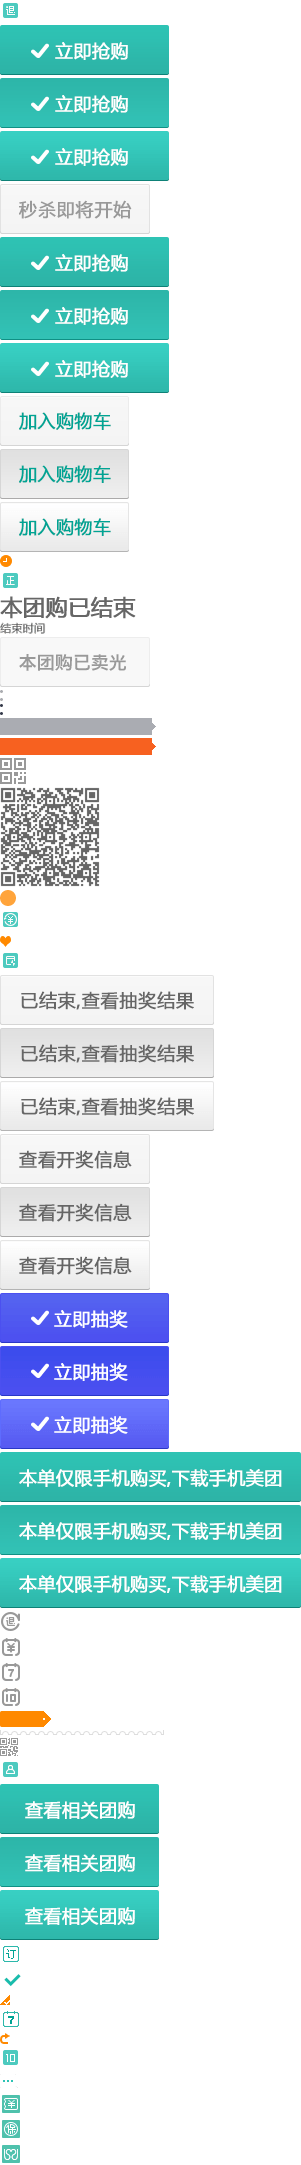 退
立即抢购
立即抢购
立即抢购
秒杀即将开始
立即抢购
立即抢购
立即抢购
加入购物车
加入购物车
加入购物车
正
本团购已结束
结束时间
本团购已卖光
¥
已结束,查看抽奖结果
已结束,查看抽奖结果
已结束,查看抽奖结果
查看开奖信息
查看开奖信息
查看开奖信息
立即抽奖
立即抽奖
立即抽奖
本单仅限手机购买,下载手机美团
本单仅限手机购买,下载手机美团
本单仅限手机购买,下载手机美团
退
¥
7
10
查看相关团购
查看相关团购
查看相关团购
订
7
10
...
¥
保